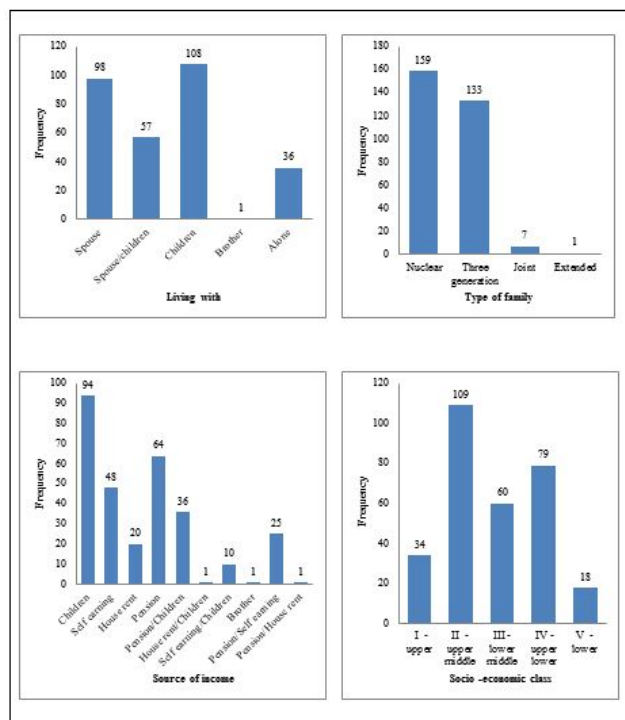 120
100
80
60
40
20
0
Frequency
98
57
108
1
36
Spouse
Spouse/children
Children
Brother
Alone
Living with
180
160
140
120
100
80
60
40
20
0
Frequency
159
133
7
1
Nuclear
Three generation
Joint
Extended
Type of family
100
90
80
70
60
50
40
30
20
10
0
Frequency
94
48
20
64
36
1
10
1
25
1
Children
Self earning
House rent
Pension
Pension/Children
House rent/Children
Self earning/Children
Brother
Pension/Self earning
Pension/House rent
Source of income
120
100
80
60
40
20
0
Frequency
34
109
60
79
18
I - upper
II - upper middle
III - lower middle
IV - upper lower
V - lower
Socio -economic class